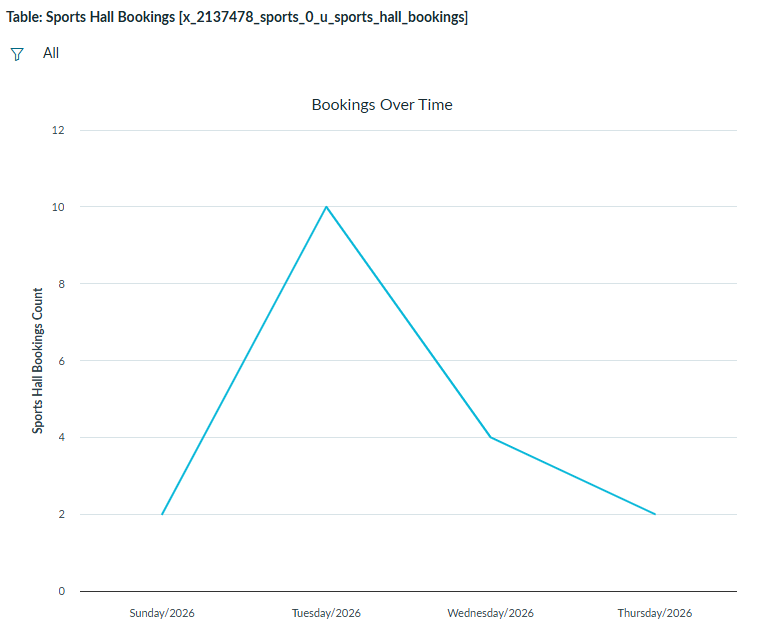 Table: Sports Hall Bookings [x_2137478_sports_0_u_sports_hall_bookings]
All
Bookings Over Time
Sports Hall Bookings Count
12
10
8
6
4
2
0
Sunday/2026 Tuesday/2026 Wednesday/2026 Thursday/2026